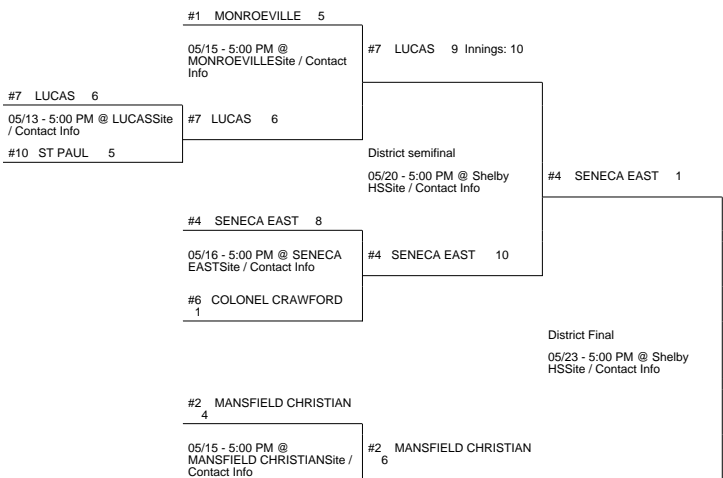 #1 MONROEVILLE 5
05/15 - 5:00 PM @
MONROEVILLESite / Contact
Info
#7 LUCAS 9 Innings: 10
#7 LUCAS 6
05/13 - 5:00 PM @ LUCASSite
/ Contact Info
#7 LUCAS 6
#10 ST PAUL 5
District semifinal
05/20 - 5:00 PM @ Shelby
HSSite / Contact Info
#4 SENECA EAST 1
#4 SENECA EAST 8
05/16 - 5:00 PM @ SENECA
EASTSite / Contact Info
#4 SENECA EAST 10
#6 COLONEL CRAWFORD
1
District Final
05/23 - 5:00 PM @ Shelby
HSSite / Contact Info
#2 MANSFIELD CHRISTIAN
4
05/15 - 5:00 PM @
MANSFIELD CHRISTIANSite /
Contact Info
#2 MANSFIELD CHRISTIAN
6